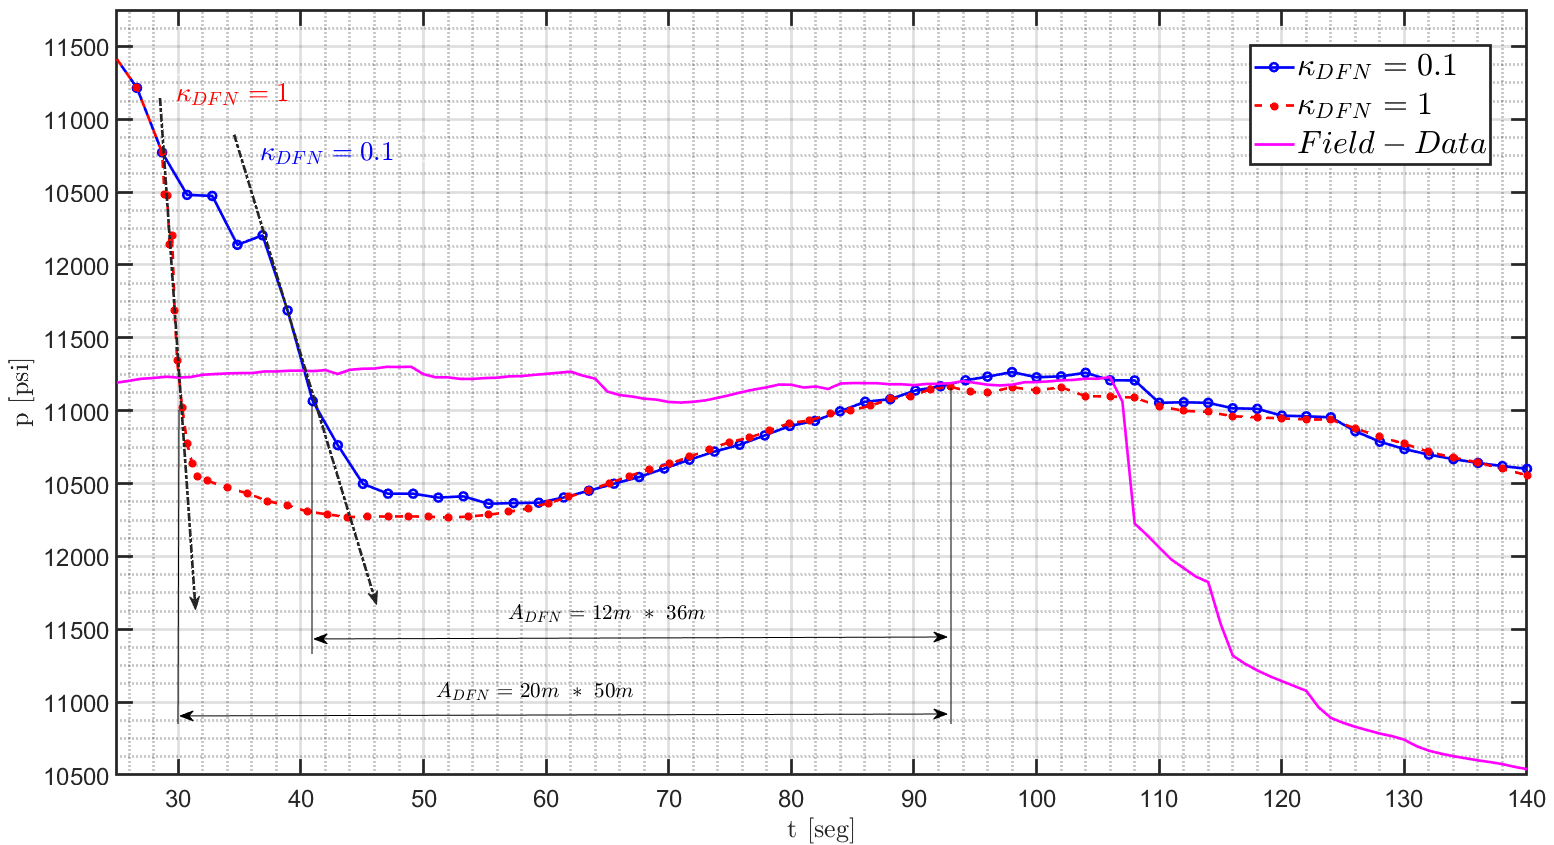 11500
11000
10500
12000
11500
11000
10500
12000
11500
11000
10500
p [psi]
30 40 50 60 70 80 90 100 110 120 130 140
t [seg]
κ_DFN = 1
κ_DFN = 0.1
κ_DFN = 0.1
κ_DFN = 1
Field − Data
A_DFN = 12m * 36m
A_DFN = 20m * 50m